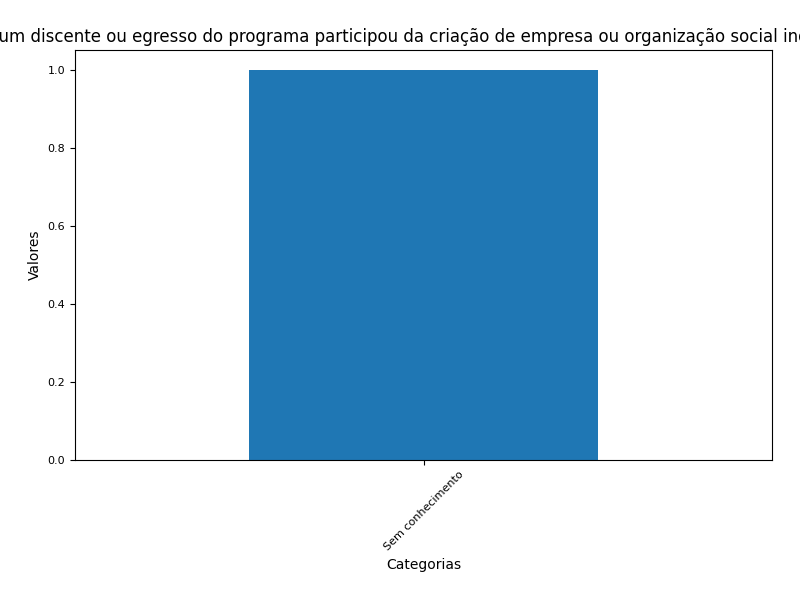 um discente ou egresso do programa participou da criação de empresa ou organização social
1.0
0.8
0.6
0.4
0.2
0.0
Valores
Sem conhecimento
Categorias